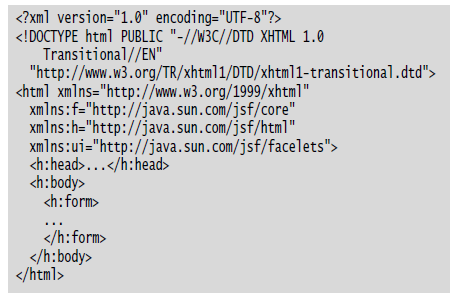 <?xml version="1.0" encoding="UTF-8"?>
<!DOCTYPE html PUBLIC "-//W3C//DTD XHTML 1.0
Transitional//EN"
"http://www.w3.org/TR/xhtml1/DTD/xhtml1-transitional.dtd">
<html xmlns="http://www.w3.org/1999/xhtml"
xmlns:f="http://java.sun.com/jsf/core"
xmlns:h="http://java.sun.com/jsf/html"
xmlns:ui="http://java.sun.com/jsf/facelets">
<h:head>...</h:head>
<h:body>
<h:form>
...
</h:form>
</h:body>
</html>